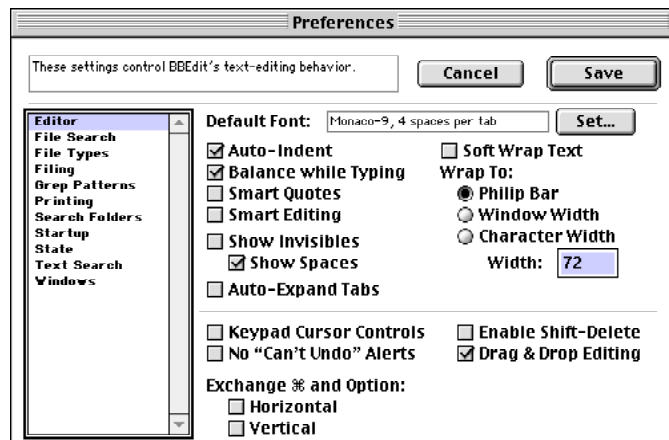 Preferences
These settings control BBEdit's text-editing behavior.
Cancel
Save
Editor
File Search
File Types
Filing
Grep Patterns
Printing
Search Folders
Startup
State
Text Search
Windows
Default Font:
Monaco-9, 4 spaces per tab
Set...
Auto-Indent
Balance while Typing
Smart Quotes
Smart Editing
Show Invisibles
Show Spaces
Auto-Expand Tabs
Soft Wrap Text
Wrap To:
Philip Bar
Window Width
Character Width
Width: 72
Keypad Cursor Controls
No “Can't Undo” Alerts
Enable Shift-Delete
Drag & Drop Editing
Exchange ⌘ and Option:
Horizontal
Vertical